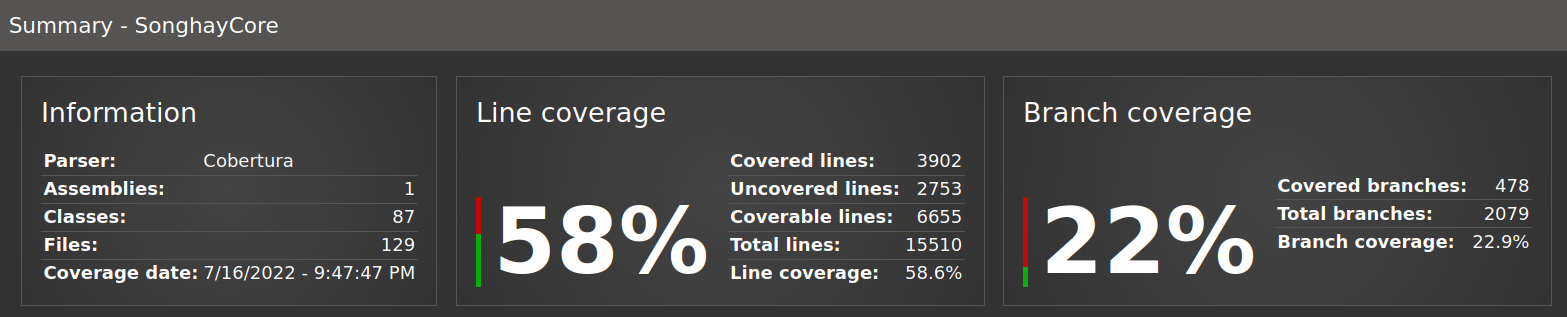 Summary - SonghayCore
Information
Parser: Cobertura
Assemblies: 1
Classes: 87
Files: 129
Coverage date: 7/16/2022 - 9:47:47 PM
Line coverage
58%
Covered lines: 3902
Uncovered lines: 2753
Coverable lines: 6655
Total lines: 15510
Line coverage: 58.6%
Branch coverage
22%
Covered branches: 478
Total branches: 2079
Branch coverage: 22.9%